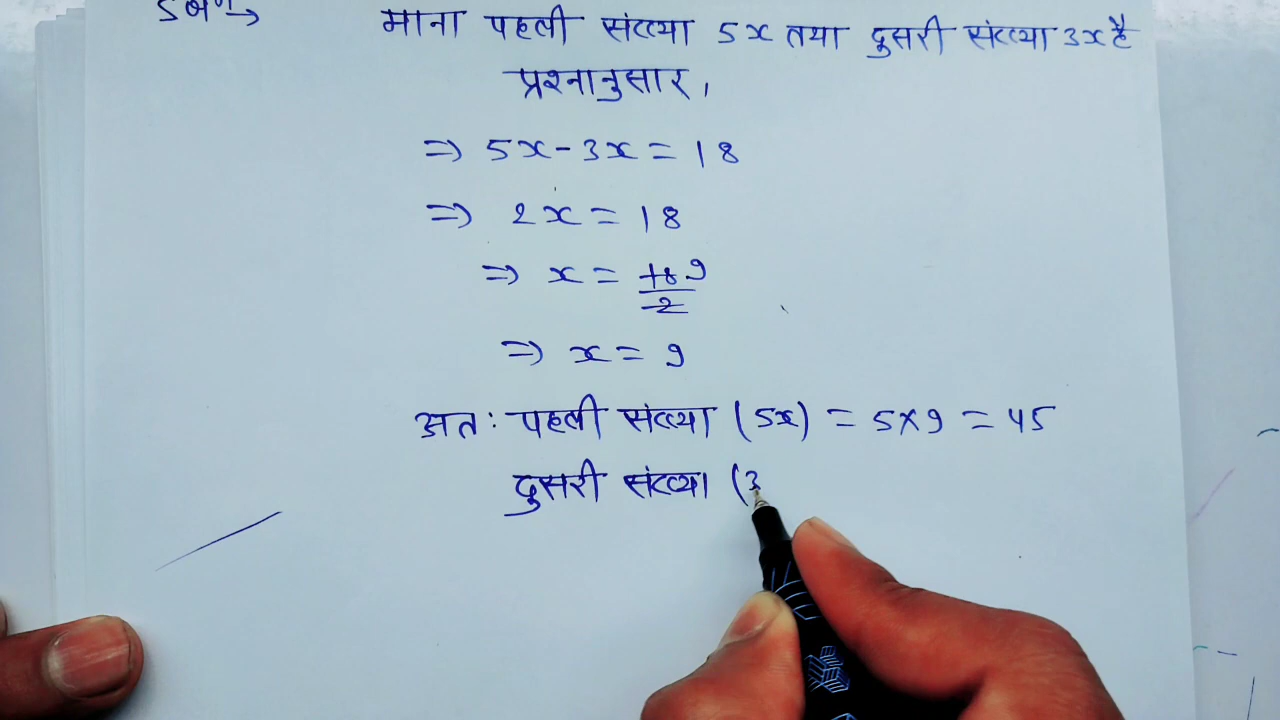 माना पहली संख्या 5x तथा दुसरी संख्या 3x है
प्रश्नानुसार,
⇒ 5x - 3x = 18
⇒ 2x = 18
⇒ x = 18 9
2
⇒ x = 9
अतः पहली संख्या (5x) = 5×9 = 45
दुसरी संख्या (3